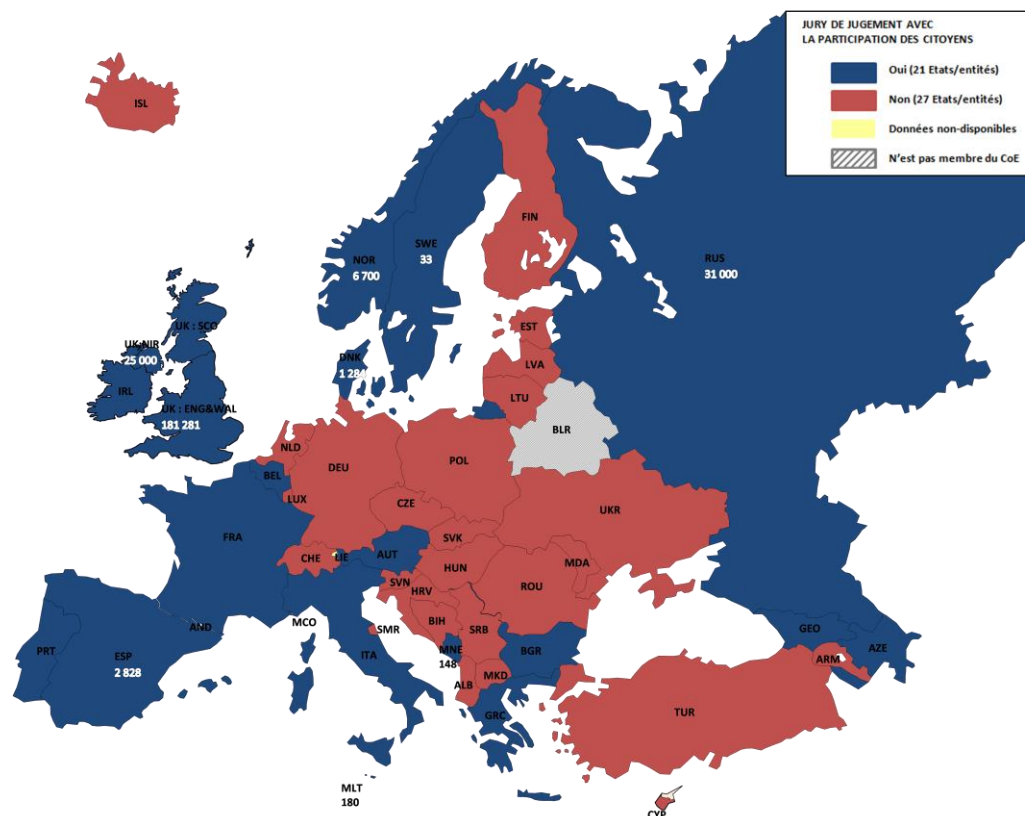 JURY DE JUGEMENT AVEC
LA PARTICIPATION DES CITOYENS
Oui (21 Etats/entités)
Non (27 Etats/entités)
Données non-disponibles
N'est pas membre du CoE
ISL
FIN
SWE
33
NOR
6 700
RUS
31 000
UK : SCO
UK:NIR
25 000
IRL
UK : ENG&WAL
181 281
DNK
1 284
EST
LVA
LTU
BLR
NLD
BEL
LUX
DEU
POL
CZE
UKR
SVK
FRA
CHE
LIE
AUT
HUN
MDA
ROU
SVN
HRV
BIH
SRB
MCO
SMR
AND
PRT
ESP
2 828
ITA
MNE
148
BGR
MKD
ALB
GRC
GEO
AZE
ARM
TUR
MLT
180
CYP